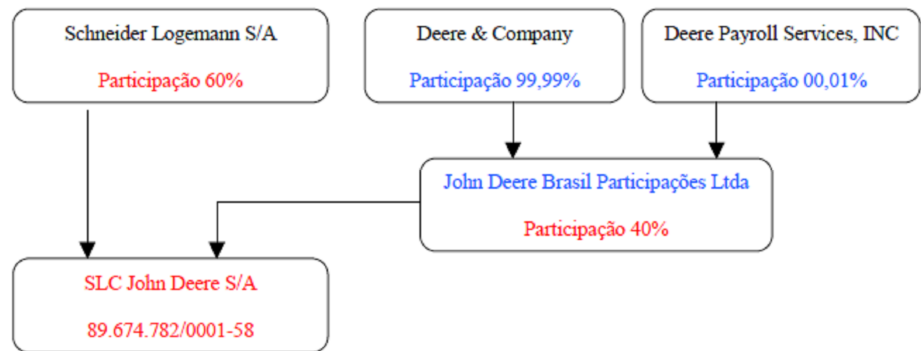 Schneider Logemann S/A
Participação 60%
Deere & Company
Participação 99,99%
Deere Payroll Services, INC
Participação 00,01%
John Deere Brasil Participações Ltda
Participação 40%
SLC John Deere S/A
89.674.782/0001-58